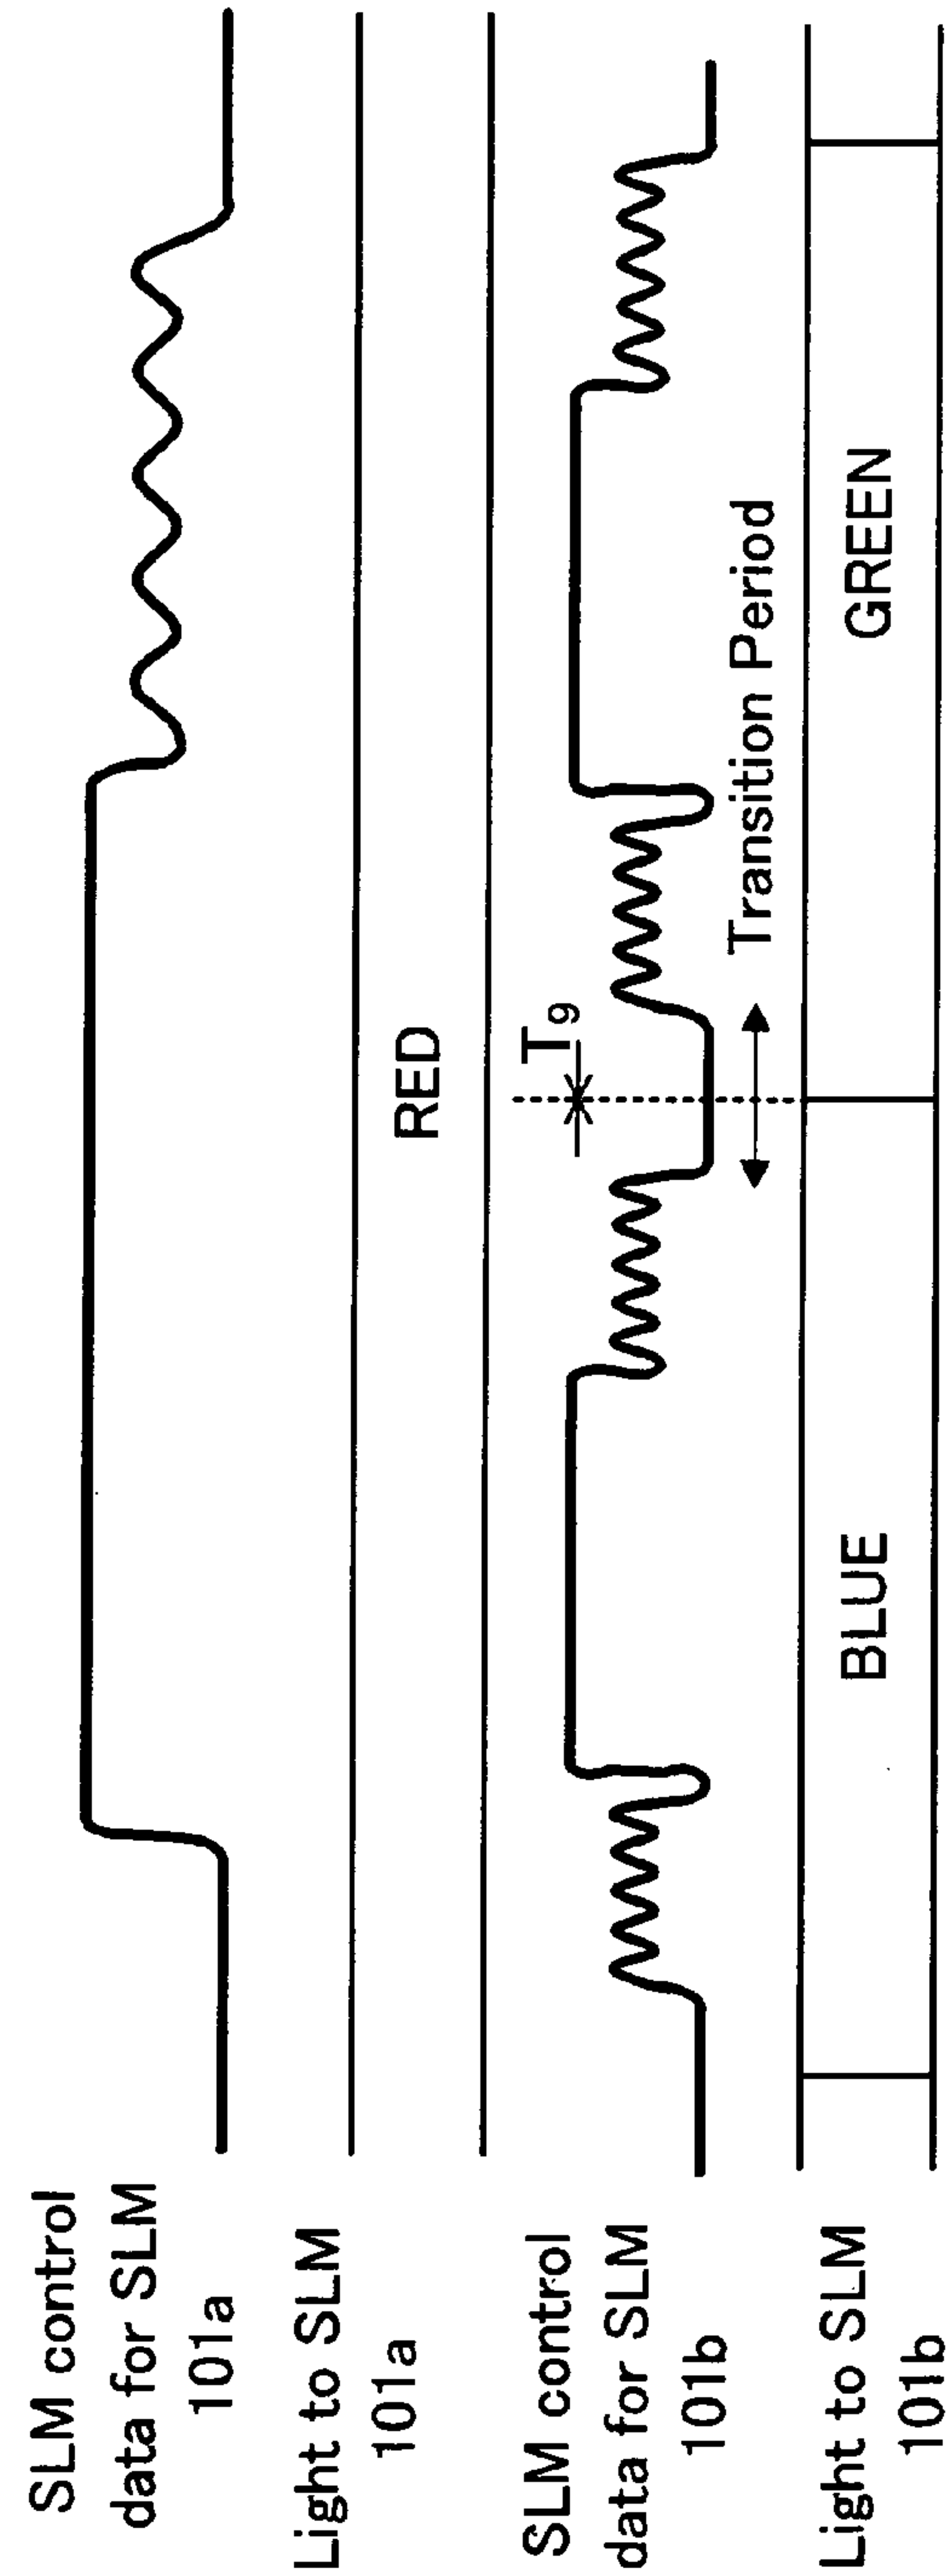 SLM control
data for SLM
101a
Light to SLM
101a
RED
SLM control
data for SLM
101b
T9
Transition Period
Light to SLM
101b
BLUE
GREEN